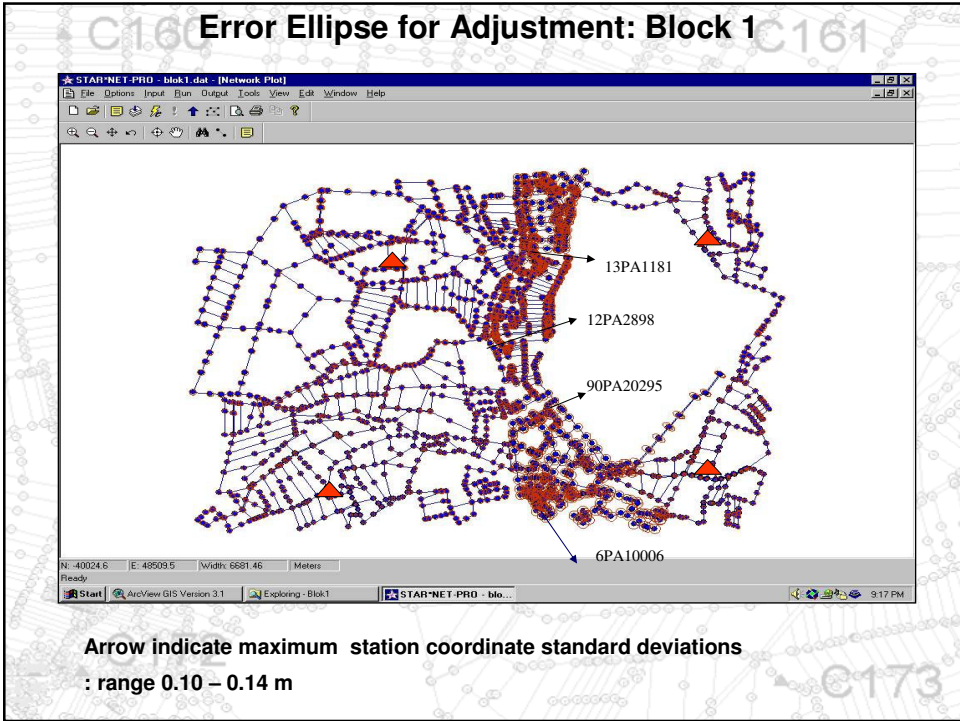 Error Ellipse for Adjustment: Block 1
C160
C161
STAR*NET-PRO - blok1.dat - [Network Plot]
File Options Input Run Output Tools View Edit Window Help
13PA1181
12PA2898
90PA20295
6PA10006
N: -40024.6 E: 48509.5 Width: 6681.46 Meters
Ready
Start ArcView GIS Version 3.1 Exploring - Blok1 STAR*NET-PRO - blo... 9:17 PM
Arrow indicate maximum station coordinate standard deviations
: range 0.10 – 0.14 m
C172
C173